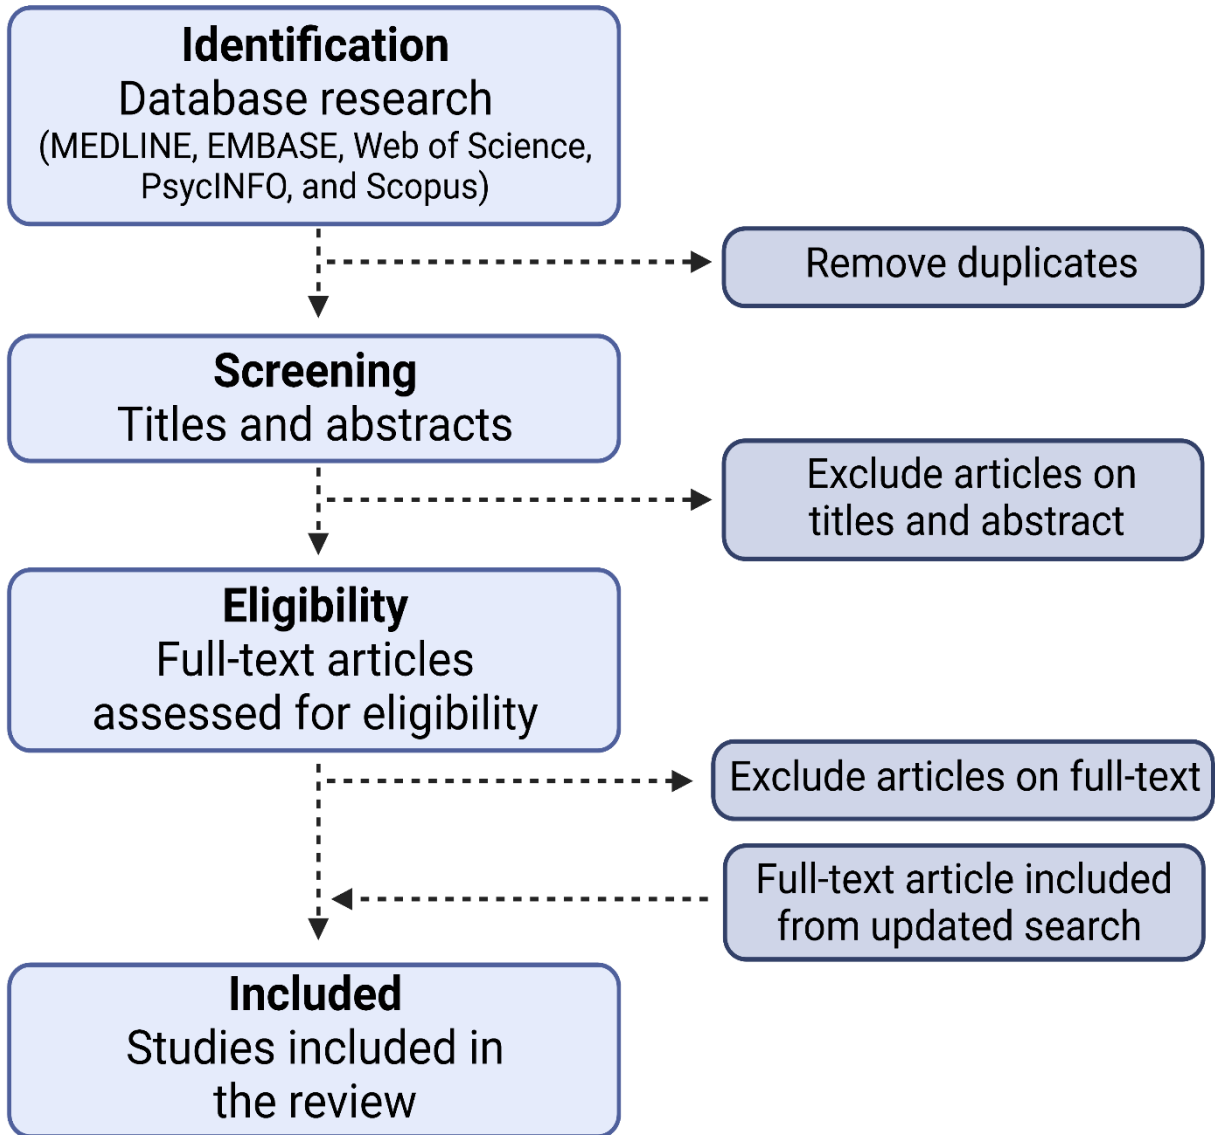 Identification
Database research
(MEDLINE, EMBASE, Web of Science,
PsycINFO, and Scopus)
Remove duplicates
Screening
Titles and abstracts
Exclude articles on
titles and abstract
Eligibility
Full-text articles
assessed for eligibility
Exclude articles on full-text
Full-text article included
from updated search
Included
Studies included in
the review